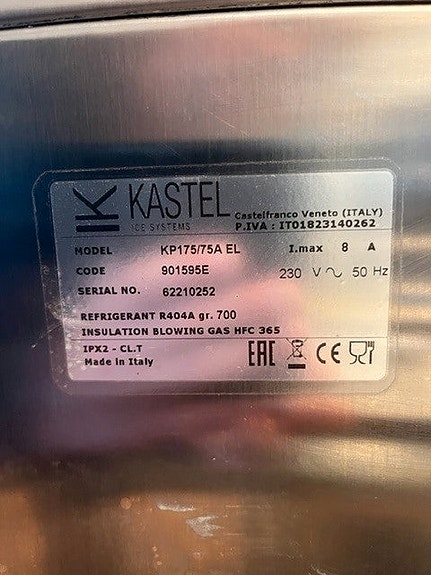 IK KASTEL
ICE SYSTEMS
Castelfranco Veneto (ITALY)
P.IVA : IT01823140262
MODEL KP175/75A EL I.max 8 A
CODE 901595E 230 V ~ 50 Hz
SERIAL NO. 62210252
REFRIGERANT R404A gr. 700
INSULATION BLOWING GAS HFC 365
IPX2 - CL.T
Made in Italy
EAC CE